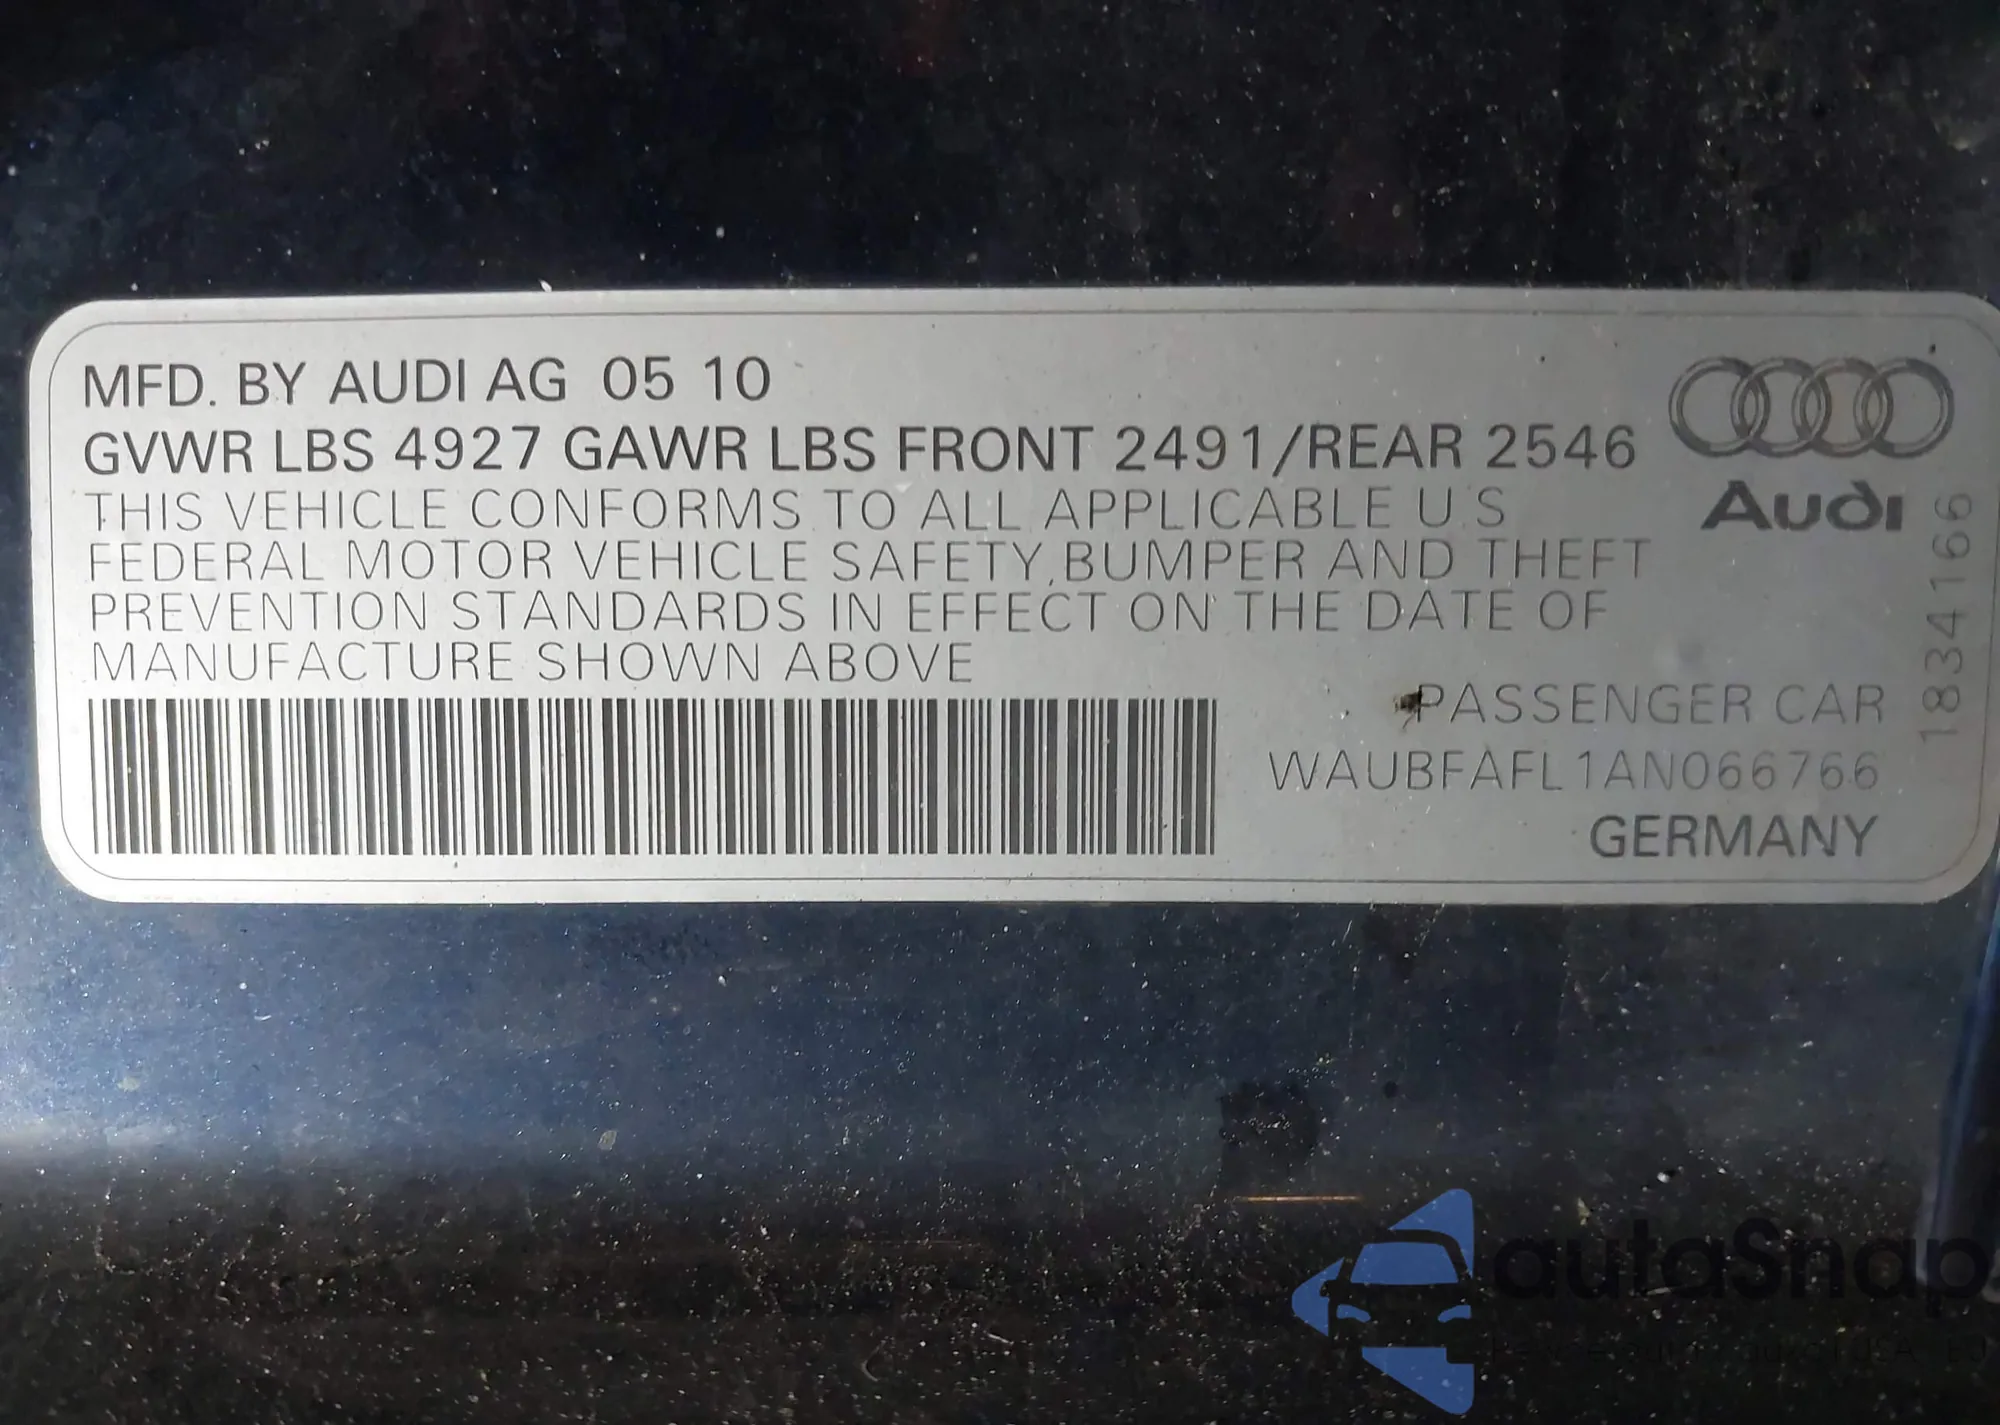 MFD. BY AUDI AG 05 10
GVWR LBS 4927 GAWR LBS FRONT 2491/REAR 2546
THIS VEHICLE CONFORMS TO ALL APPLICABLE U.S
FEDERAL MOTOR VEHICLE SAFETY, BUMPER AND THEFT
PREVENTION STANDARDS IN EFFECT ON THE DATE OF
MANUFACTURE SHOWN ABOVE
Audi
1834166
PASSENGER CAR
WAUBFAFL1AN066766
GERMANY
autaSnap